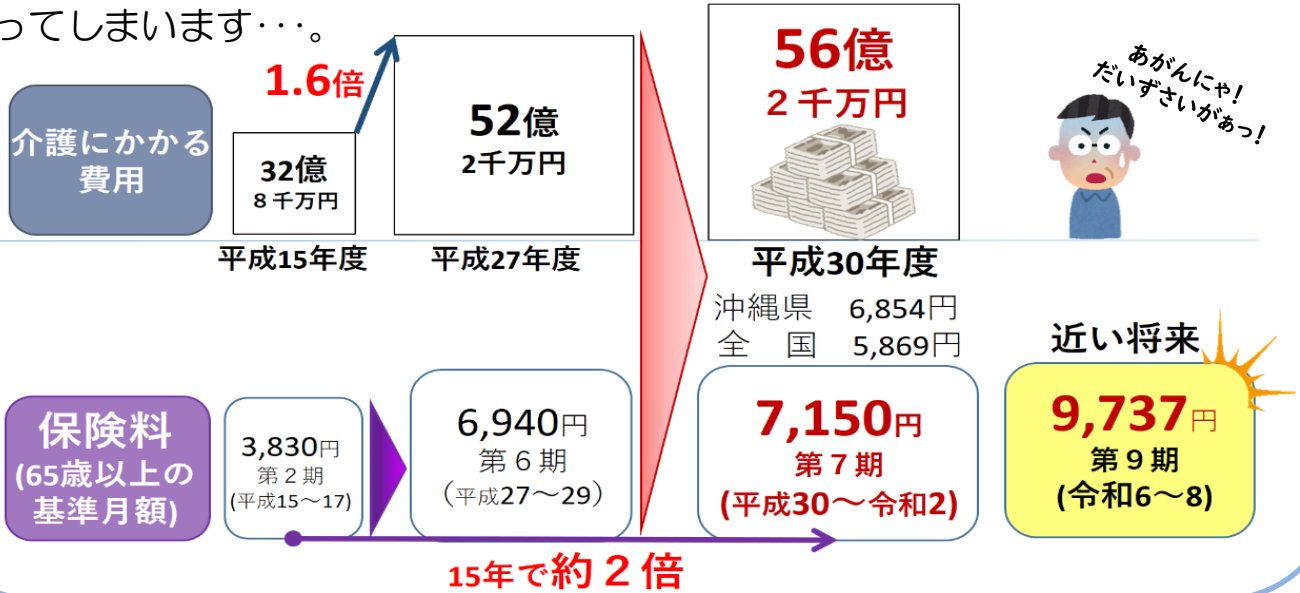 ってしまいます･･･。
1.6倍
介護にかかる
費用
32億
８千万円
平成15年度
52億
2千万円
平成27年度
56億
２千万円
平成30年度
沖縄県　6,854円
全　国　5,869円
あがんにゃ！
だいずさいがぁっ！
保険料
(65歳以上の
基準月額)
3,830円
第２期
(平成15～17)
6,940円
第６期
（平成27～29）
7,150円
第７期
(平成30～令和2)
近い将来
9,737円
第９期
(令和6～8)
15年で約２倍